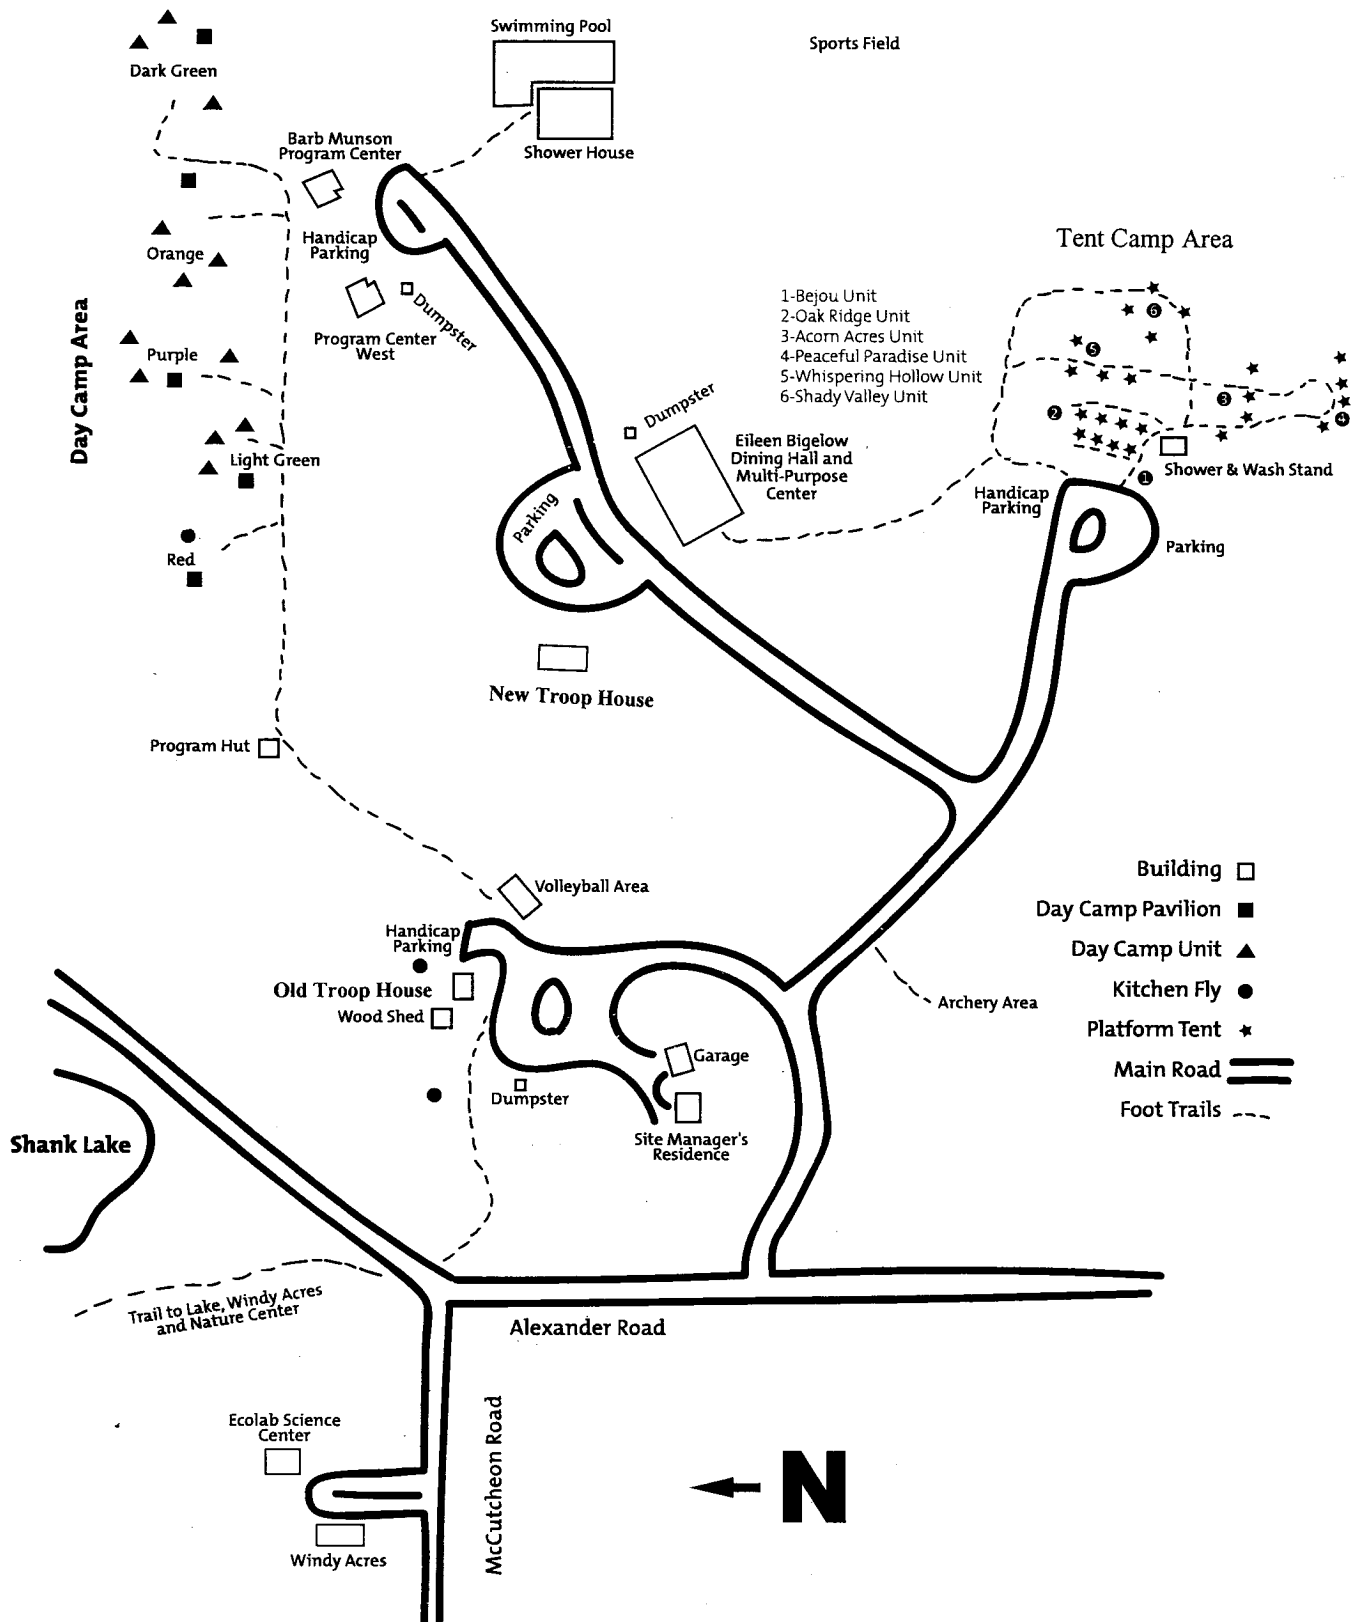 Swimming Pool
Sports Field
Dark Green
Barb Munson
Program Center
Shower House
Handicap
Parking
Orange
Tent Camp Area
Day Camp Area
Dumpster
Program Center
West
Purple
1-Bejou Unit
2-Oak Ridge Unit
3-Acorn Acres Unit
4-Peaceful Paradise Unit
5-Whispering Hollow Unit
6-Shady Valley Unit
6
5
3
2
4
1
Dumpster
Eileen Bigelow
Dining Hall and
Multi-Purpose
Center
Light Green
Shower & Wash Stand
Handicap
Parking
Parking
Parking
Red
New Troop House
Program Hut
Volleyball Area
Handicap
Parking
Old Troop House
Wood Shed
Archery Area
Garage
Dumpster
Site Manager's
Residence
Building
Day Camp Pavilion
Day Camp Unit
Kitchen Fly
Platform Tent
Main Road
Foot Trails
Shank Lake
Trail to Lake, Windy Acres
and Nature Center
Alexander Road
McCutcheon Road
Ecolab Science
Center
Windy Acres
N